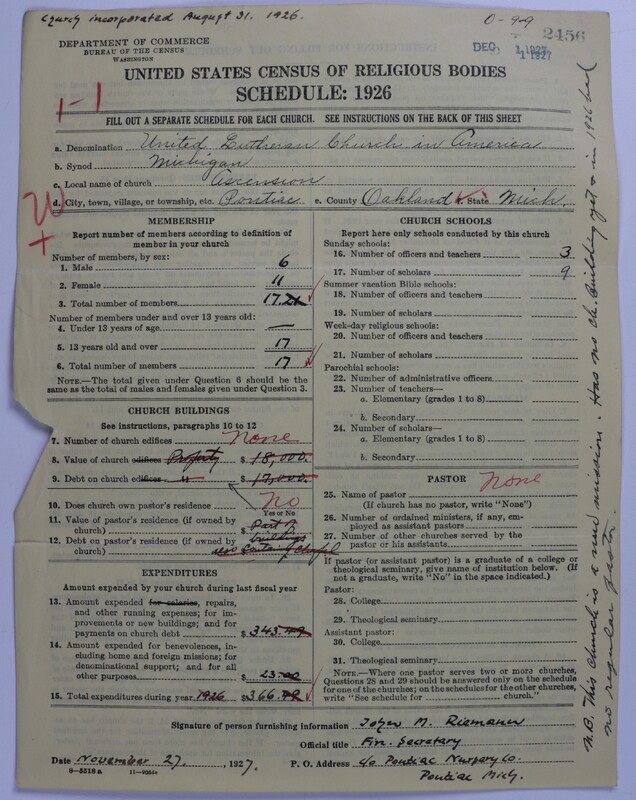 Church incorporated August 31. 1926.
0-9-9
2456
DEC 1 1927
1 1927
DEPARTMENT OF COMMERCE
BUREAU OF THE CENSUS
WASHINGTON
UNITED STATES CENSUS OF RELIGIOUS BODIES
SCHEDULE: 1926
1-1
FILL OUT A SEPARATE SCHEDULE FOR EACH CHURCH. SEE INSTRUCTIONS ON THE BACK OF THIS SHEET
a. Denomination United Lutheran Church in America
b. Synod Michigan
c. Local name of church Ascension
d. City, town, village, or township, etc. Pontiac e. County Oakland State Mich.
MEMBERSHIP
Report number of members according to definition of
member in your church
Number of members, by sex:
1. Male 6
2. Female 11
3. Total number of members 17
Number of members under and over 13 years old:
4. Under 13 years of age —
5. 13 years old and over 17
6. Total number of members 17
NOTE.—The total given under Question 6 should be the
same as the total of males and females given under Question 3.
CHURCH BUILDINGS
See instructions, paragraphs 10 to 12
7. Number of church edifices None
8. Value of church edifices Property $ 18,000.
9. Debt on church edifices " $ 17,000.
10. Does church own pastor's residence No
Yes or No
11. Value of pastor's residence (if owned by
church) $ Part of
12. Debt on pastor's residence (if owned by
church) building
EXPENDITURES
Amount expended by your church during last fiscal year
13. Amount expended for salaries, repairs,
and other running expenses; for im-
provements or new buildings; and for
payments on church debt $ 343.
14. Amount expended for benevolences, in-
cluding home and foreign missions; for
denominational support; and for all
other purposes 23.00
15. Total expenditures during year 1926 $ 366.
CHURCH SCHOOLS
Report here only schools conducted by this church
Sunday schools:
16. Number of officers and teachers 3
17. Number of scholars 9
Summer vacation Bible schools:
18. Number of officers and teachers
19. Number of scholars
Week-day religious schools:
20. Number of officers and teachers
21. Number of scholars
Parochial schools:
22. Number of administrative officers
23. Number of teachers—
a. Elementary (grades 1 to 8)
b. Secondary
24. Number of scholars—
a. Elementary (grades 1 to 8)
b. Secondary
PASTOR None
25. Name of pastor
(If church has no pastor, write "None")
26. Number of ordained ministers, if any, em-
ployed as assistant pastors
27. Number of other churches served by the
pastor or his assistants
If pastor (or assistant pastor) is a graduate of a college or
theological seminary, give name of institution below. (If
not a graduate, write "No" in the space indicated.)
Pastor:
28. College
29. Theological seminary
Assistant pastor:
30. College
31. Theological seminary
NOTE.—Where one pastor serves two or more churches,
Questions 28 and 29 should be answered only on the schedule
for one of the churches; on the schedules for the other churches,
write "See schedule for church."
N.B. This church is a new mission. Has no ch. building yet & in 1926 had
no regular pastor.
Signature of person furnishing information John M. Riemann
Official title Fin. Secretary
Date November 27, 1927. P. O. Address c/o Pontiac Nursery Co.
Pontiac Mich.
8—5518 a